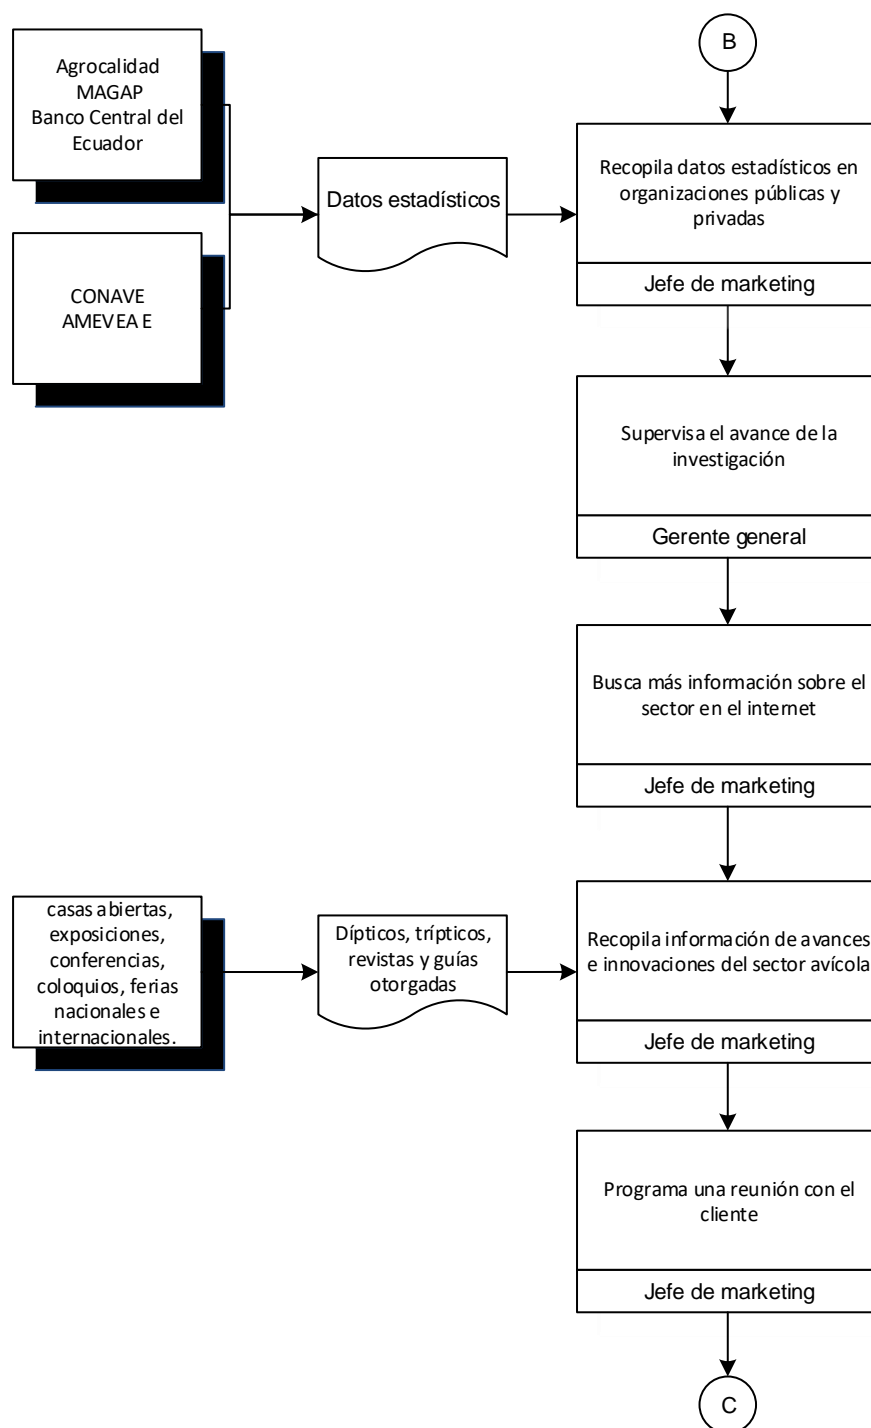 B
Agrocalidad
MAGAP
Banco Central del
Ecuador
Datos estadísticos
Recopila datos estadísticos en
organizaciones públicas y
privadas
Jefe de marketing
CONAVE
AMEVEA E
Supervisa el avance de la
investigación
Gerente general
Busca más información sobre el
sector en el internet
Jefe de marketing
casas abiertas,
exposiciones,
conferencias,
coloquios, ferias
nacionales e
internacionales.
Dípticos, trípticos,
revistas y guías
otorgadas
Recopila información de avances
e innovaciones del sector avícola
Jefe de marketing
Programa una reunión con el
cliente
Jefe de marketing
C